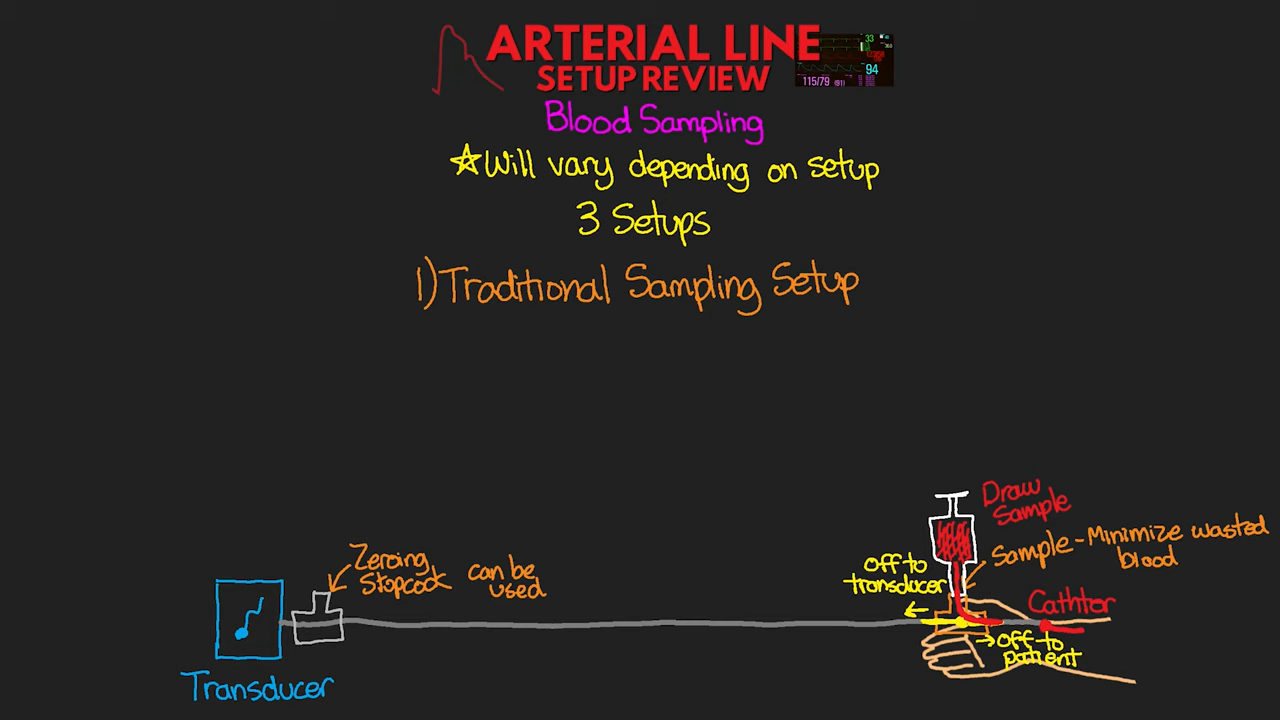 ARTERIAL LINE
SETUP REVIEW
33
94
115/79 (91)
Blood Sampling
☆Will vary depending on setup
3 Setups
1) Traditional Sampling Setup
Draw
Sample
Sample - Minimize wasted
blood
Zeroing
Stopcock can be
used
Off to
transducer
Cathter
off to
patient
Transducer